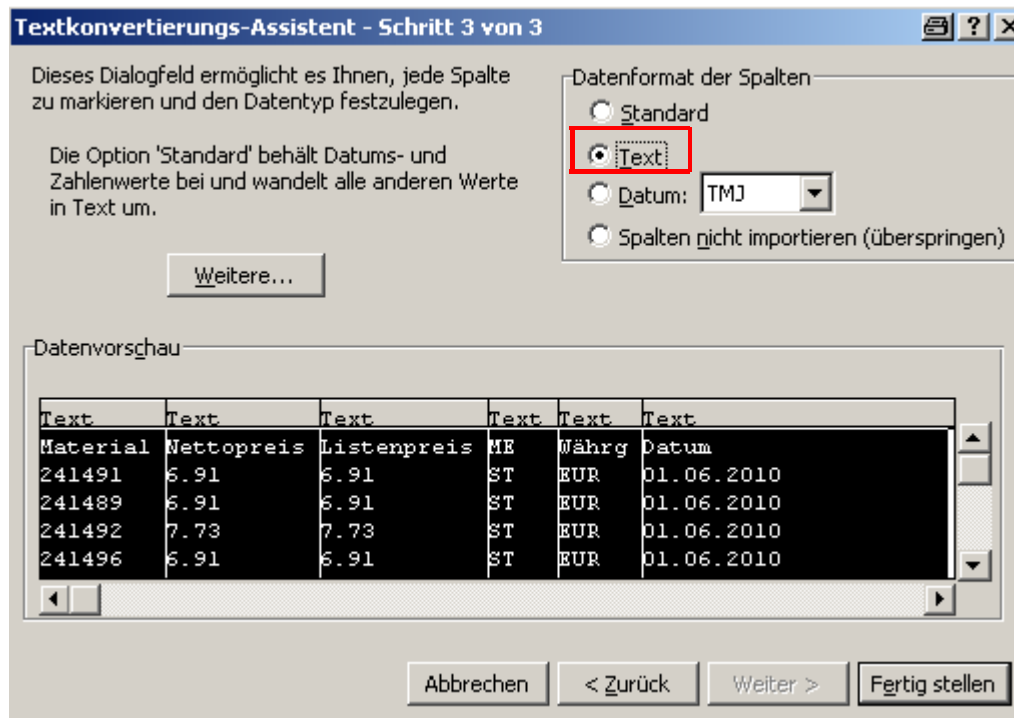 Textkonvertierungs-Assistent - Schritt 3 von 3
Dieses Dialogfeld ermöglicht es Ihnen, jede Spalte
zu markieren und den Datentyp festzulegen.
Die Option 'Standard' behält Datums- und
Zahlenwerte bei und wandelt alle anderen Werte
in Text um.
Weitere...
Datenformat der Spalten
Standard
Text
Datum: TMJ
Spalten nicht importieren (überspringen)
Datenvorschau
Text Text Text Text Text Text
Material Nettopreis Listenpreis ME Währg Datum
241491 6.91 6.91 ST EUR 01.06.2010
241489 6.91 6.91 ST EUR 01.06.2010
241492 7.73 7.73 ST EUR 01.06.2010
241496 6.91 6.91 ST EUR 01.06.2010
Abbrechen < Zurück Weiter > Fertig stellen